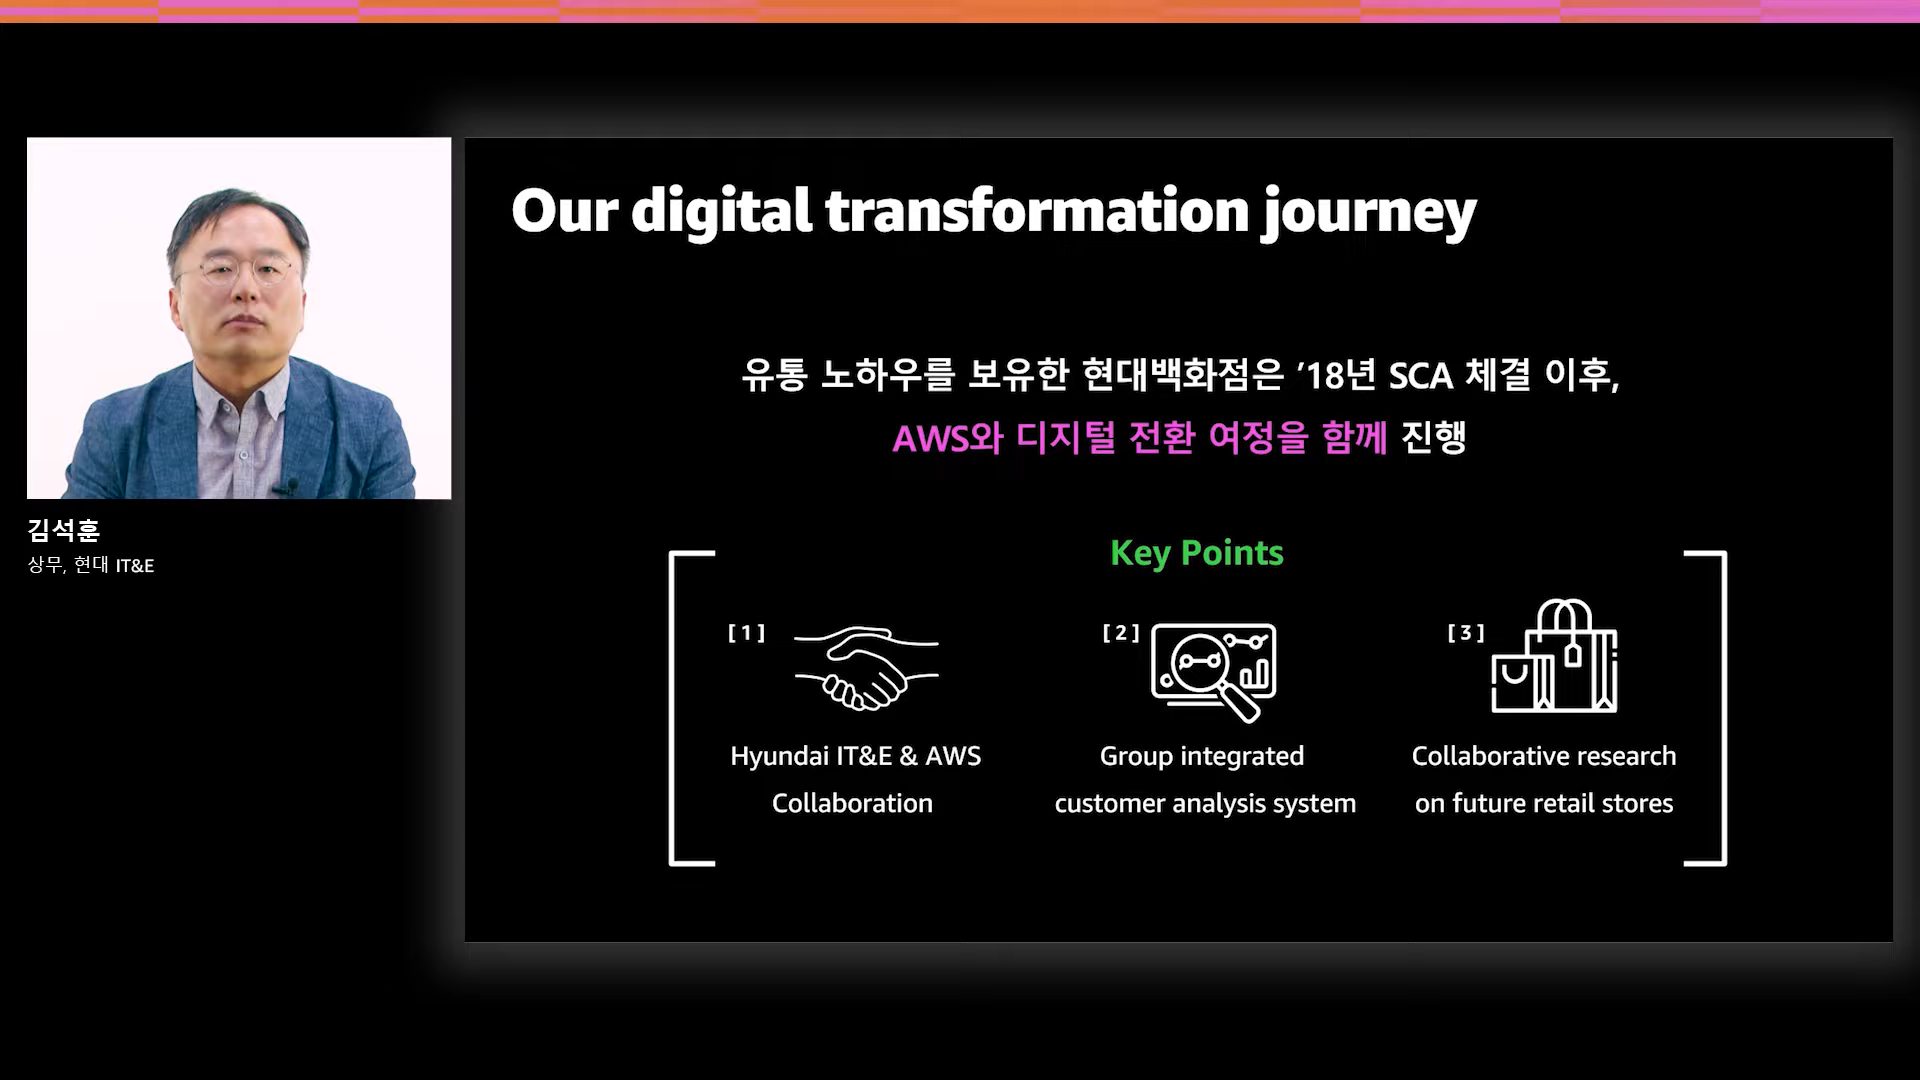 Our digital transformation journey
유통 노하우를 보유한 현대백화점은 ’18년 SCA 체결 이후,
AWS와 디지털 전환 여정을 함께 진행
김석훈
상무, 현대 IT&E
Key Points
[1]
Hyundai IT&E & AWS
Collaboration
[2]
Group integrated
customer analysis system
[3]
Collaborative research
on future retail stores